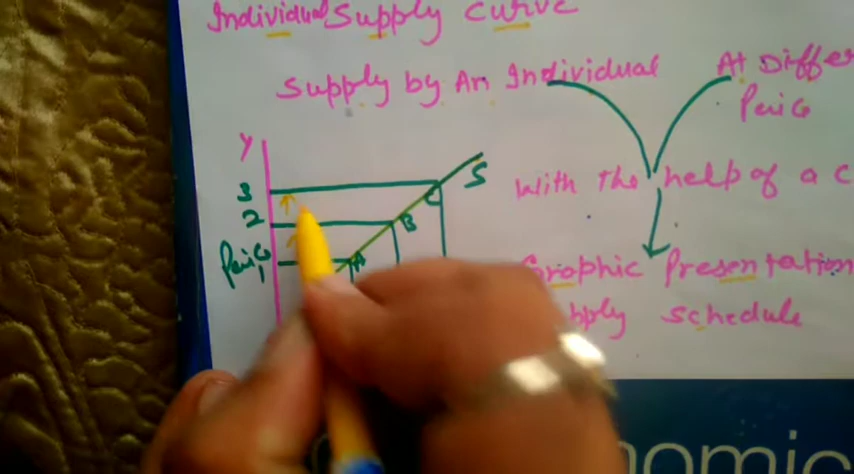 Individual Supply Curve
Supply by An Individual
At Differ
Price
With The help of a c
Graphic Presentation
pply schedule
Y
3
2
Price
1
A
B
C
S
nomic